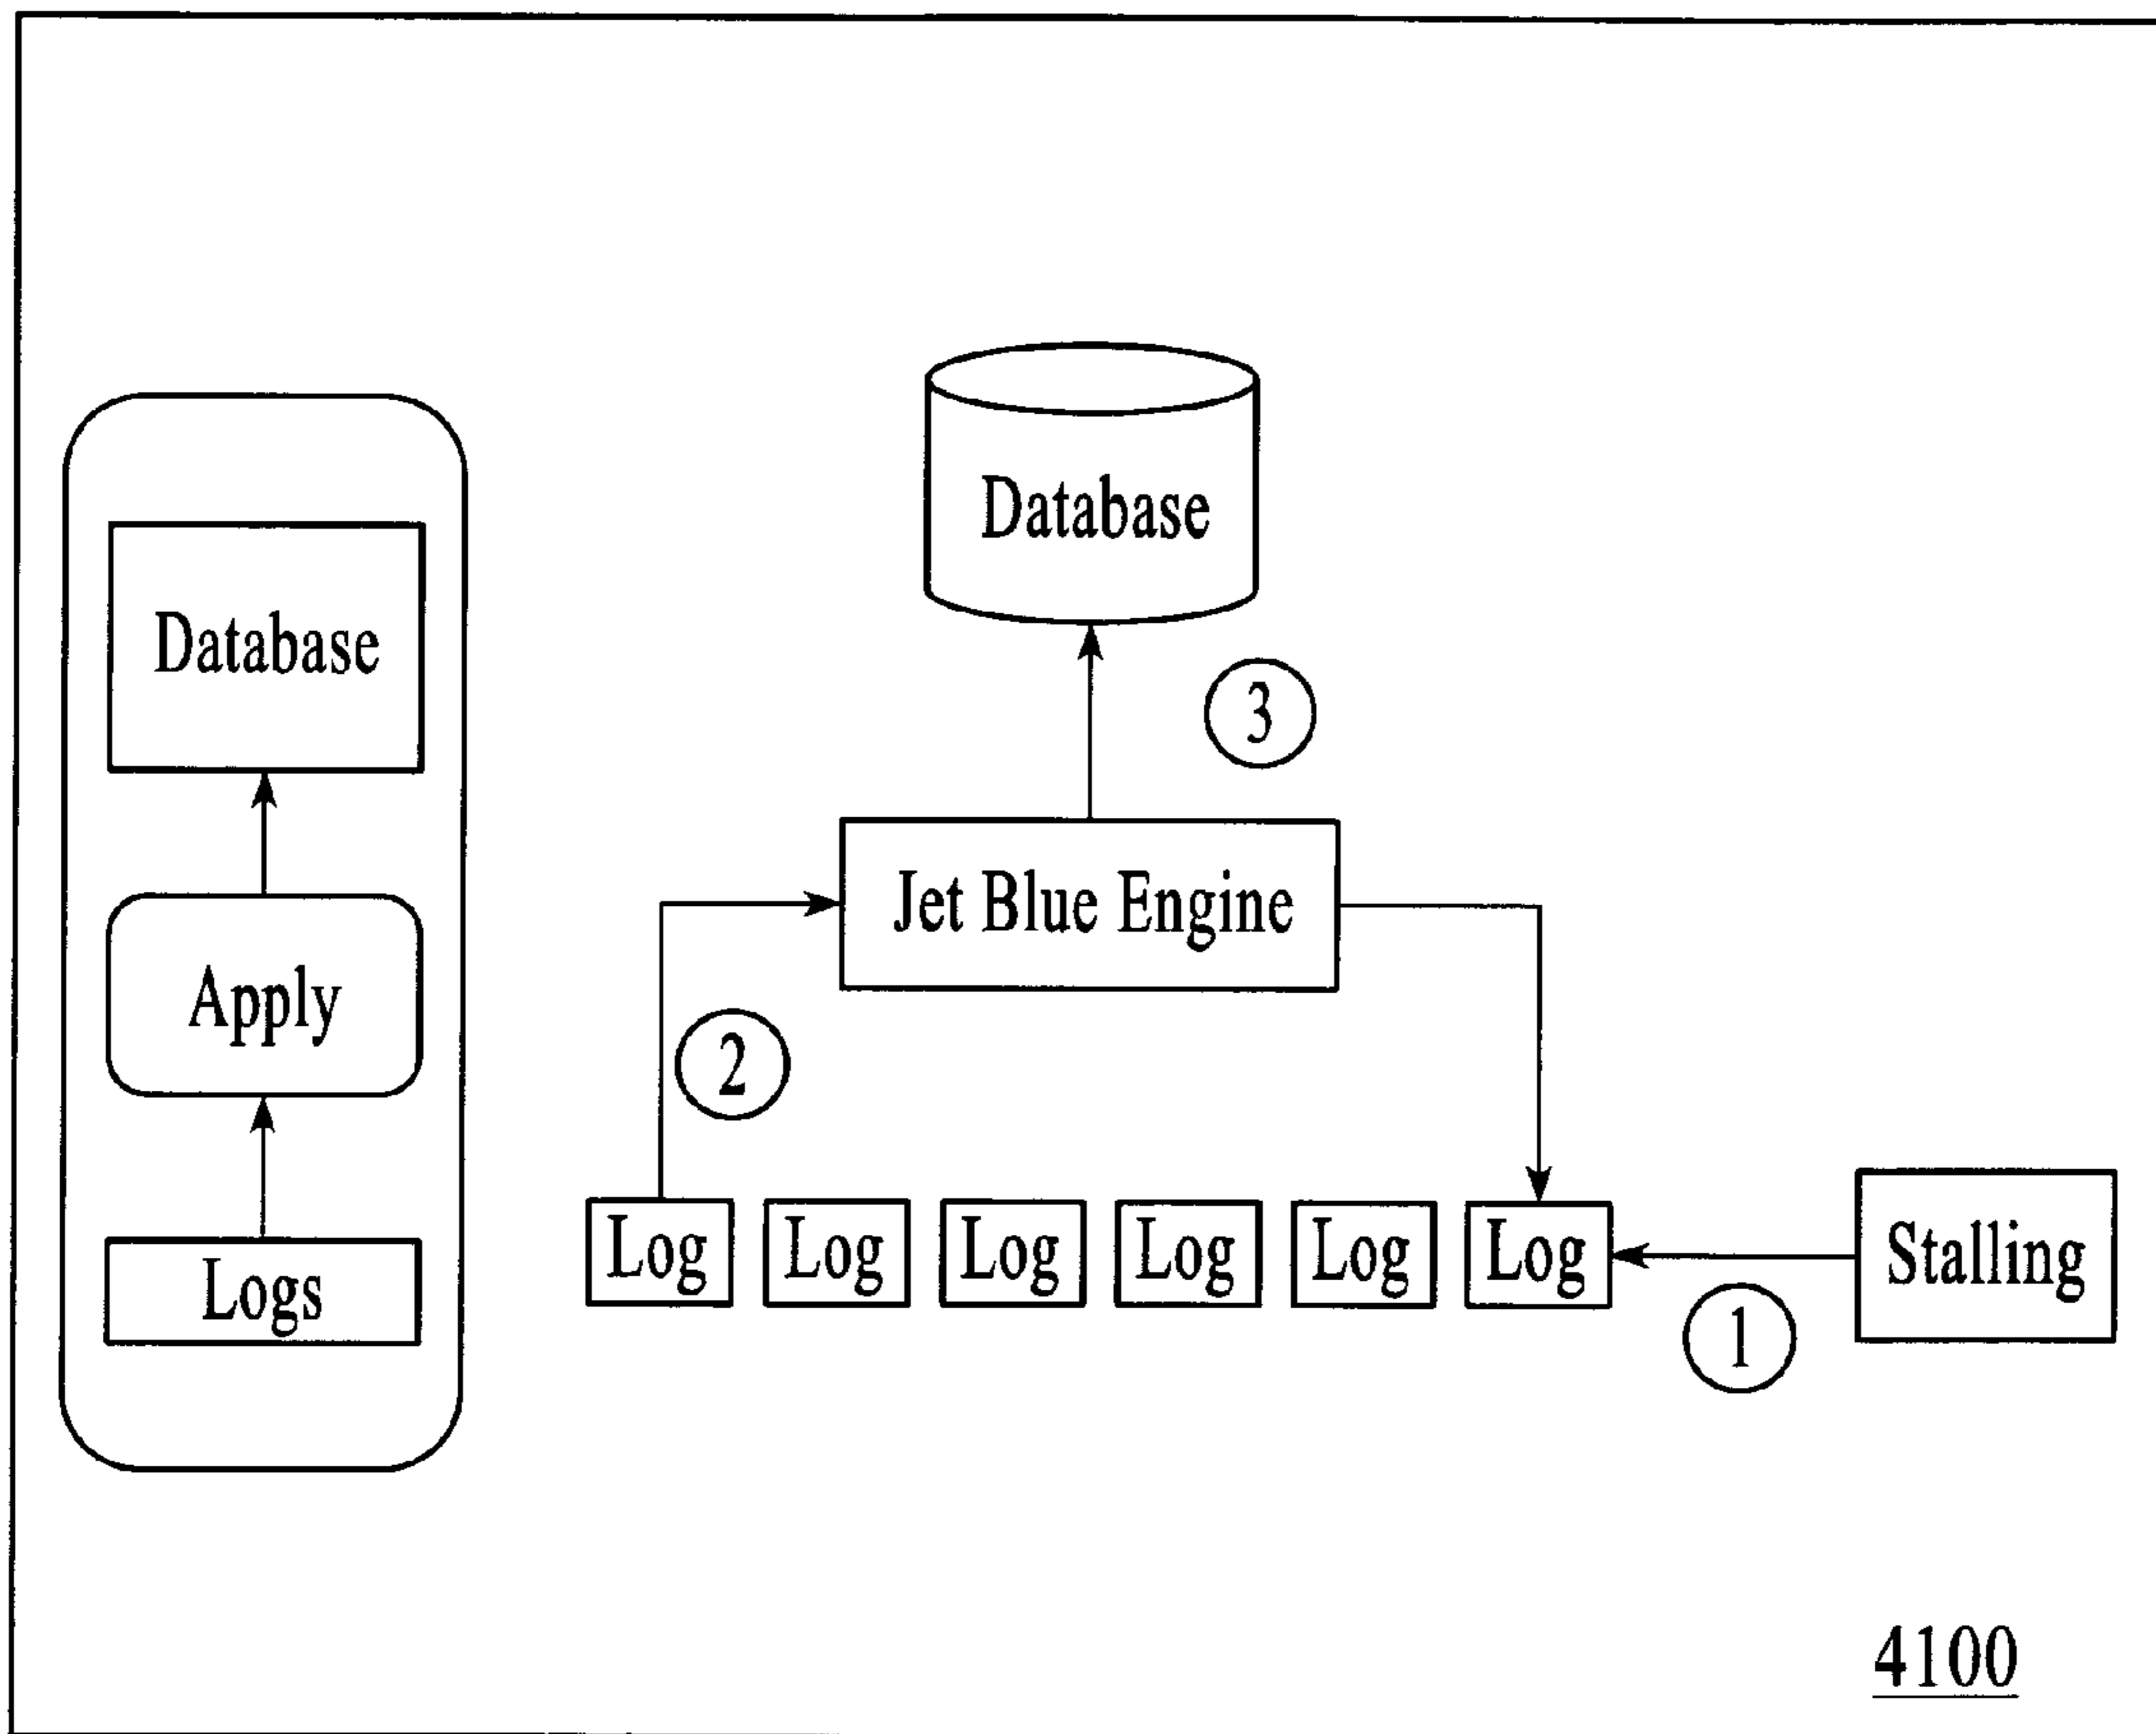 Database
Apply
Logs
Database
3
Jet Blue Engine
2
Log Log Log Log Log Log
Stalling
1
4100